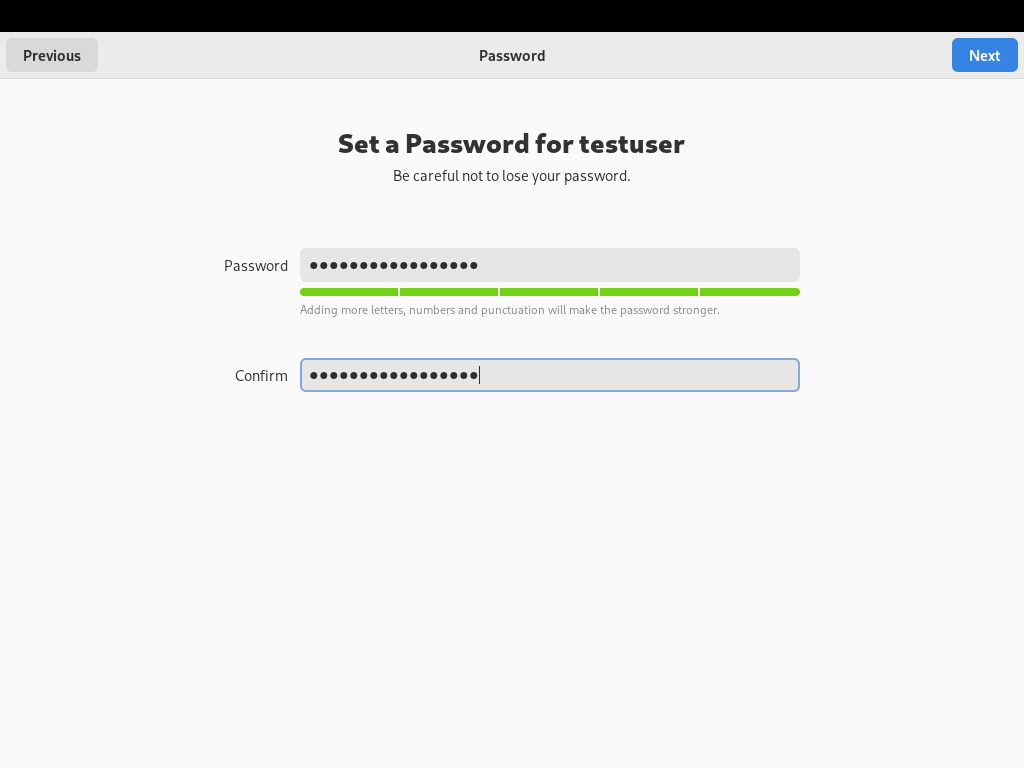 Previous
Password
Next
Set a Password for testuser
Be careful not to lose your password.
Password
●●●●●●●●●●●●●●●●●
Adding more letters, numbers and punctuation will make the password stronger.
Confirm
●●●●●●●●●●●●●●●●●